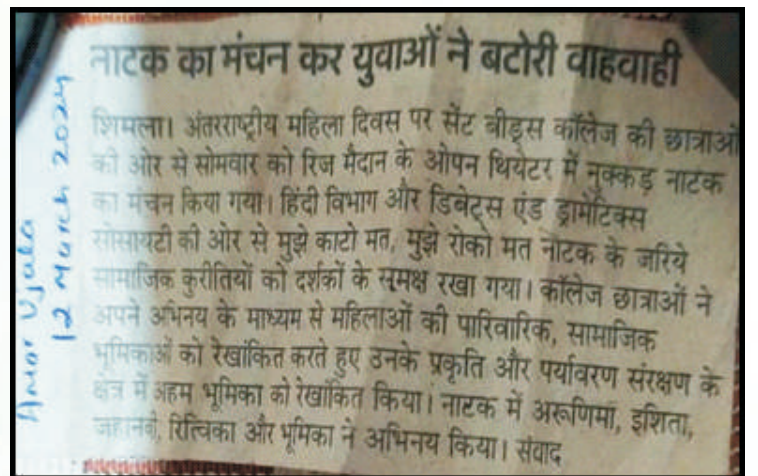 नाटक का मंचन कर युवाओं ने बटोरी वाहवाही
शिमला। अंतरराष्ट्रीय महिला दिवस पर सेंट बीड्स कॉलेज की छात्राओं
की ओर से सोमवार को रिज मैदान के ओपन थियेटर में नुक्कड़ नाटक
का मंचन किया गया। हिंदी विभाग और डिबेट्स एंड ड्रामेटिक्स
सोसायटी की ओर से मुझे काटो मत, मुझे रोको मत नाटक के जरिये
सामाजिक कुरीतियों को दर्शकों के समक्ष रखा गया। कॉलेज छात्राओं ने
अपने अभिनय के माध्यम से महिलाओं की पारिवारिक, सामाजिक
भूमिकाओं को रेखांकित करते हुए उनके प्रकृति और पर्यावरण संरक्षण के
क्षेत्र में अहम भूमिका को रेखांकित किया। नाटक में अरूणिमा, इशिता,
जहानवी, रित्विका और भूमिका ने अभिनय किया। संवाद
Amar Ujala
12 March 2024